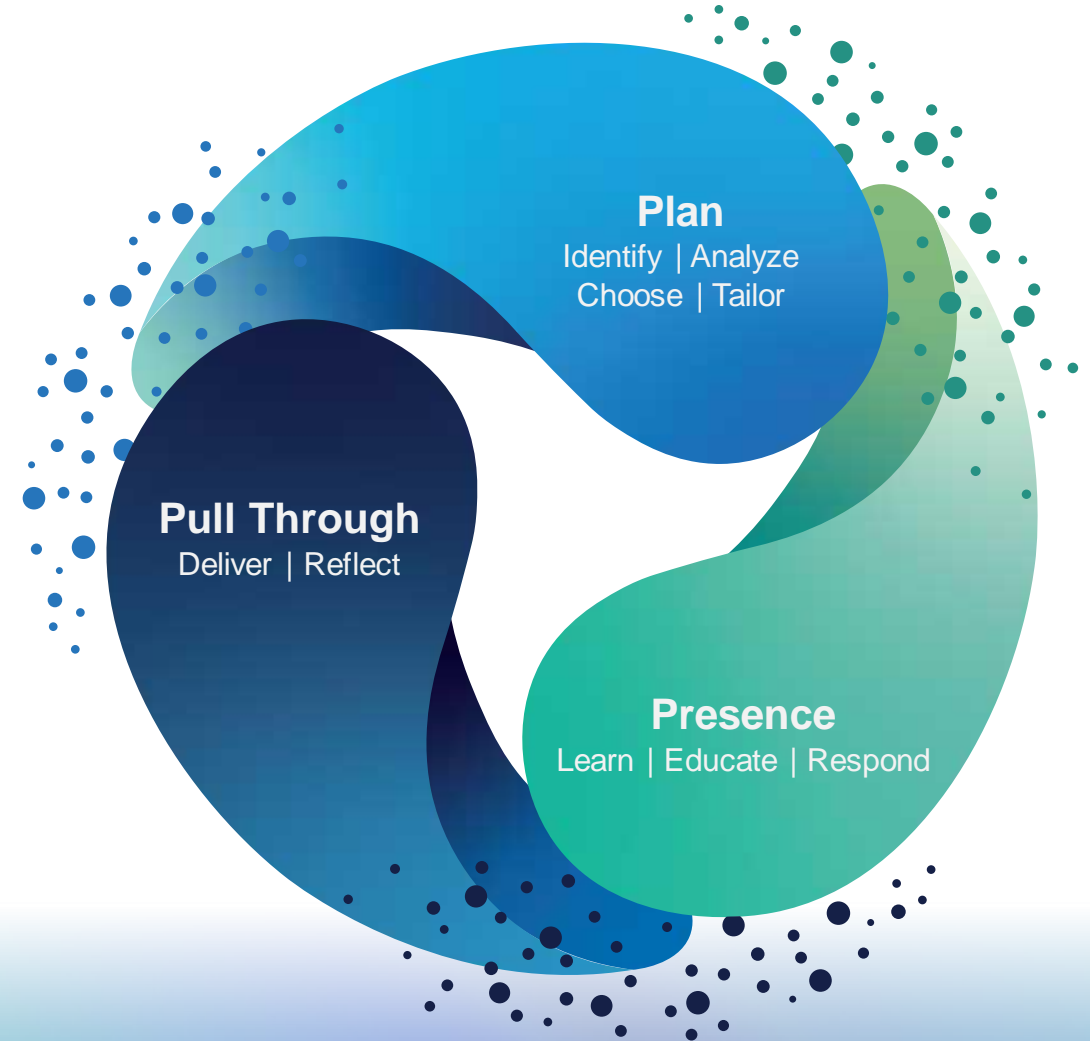 Plan
Identify | Analyze
Choose | Tailor
Pull Through
Deliver | Reflect
Presence
Learn | Educate | Respond